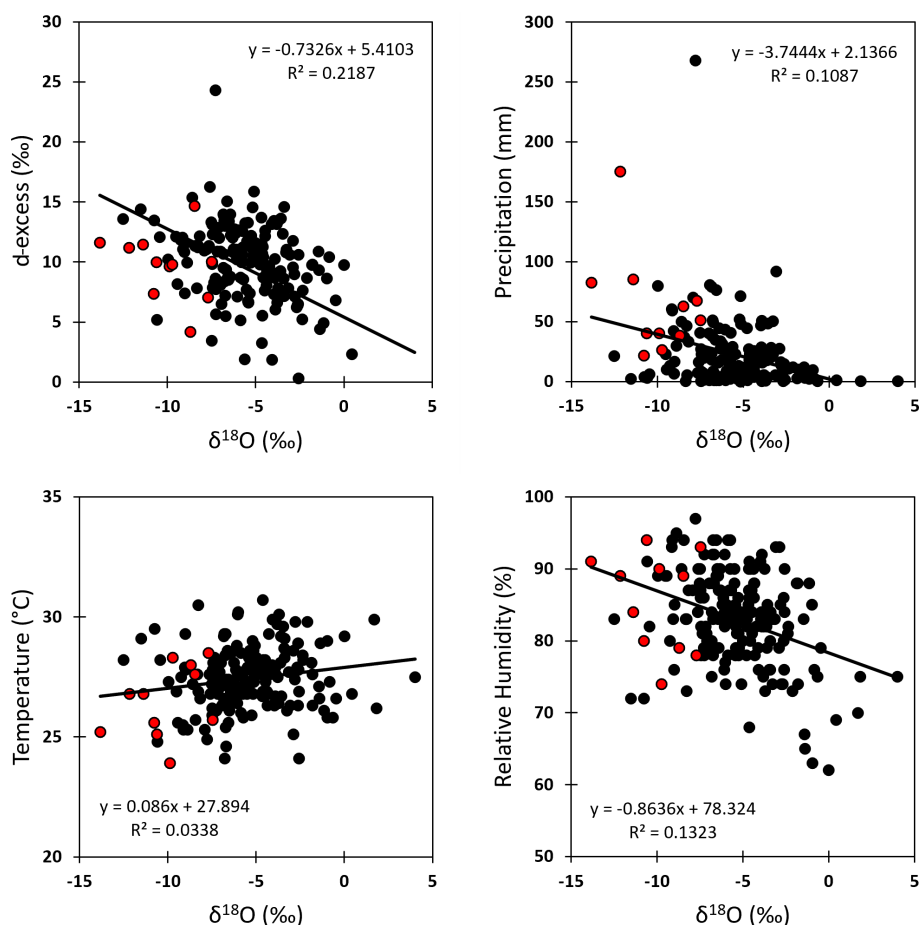 30
25
20
15
10
5
0
d-excess (‰)
y = -0.7326x + 5.4103
R² = 0.2187
-15
-10
-5
0
5
δ¹⁸O (‰)
300
250
200
150
100
50
0
Precipitation (mm)
y = -3.7444x + 2.1366
R² = 0.1087
-15
-10
-5
0
5
δ¹⁸O (‰)
35
30
25
20
Temperature (°C)
y = 0.086x + 27.894
R² = 0.0338
-15
-10
-5
0
5
δ¹⁸O (‰)
100
90
80
70
60
50
Relative Humidity (%)
y = -0.8636x + 78.324
R² = 0.1323
-15
-10
-5
0
5
δ¹⁸O (‰)